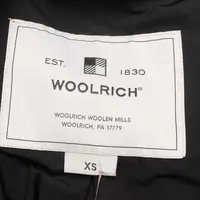 EST. 1830
WOOLRICH®
WOOLRICH WOOLEN MILLS
WOOLRICH, PA 17779
XS